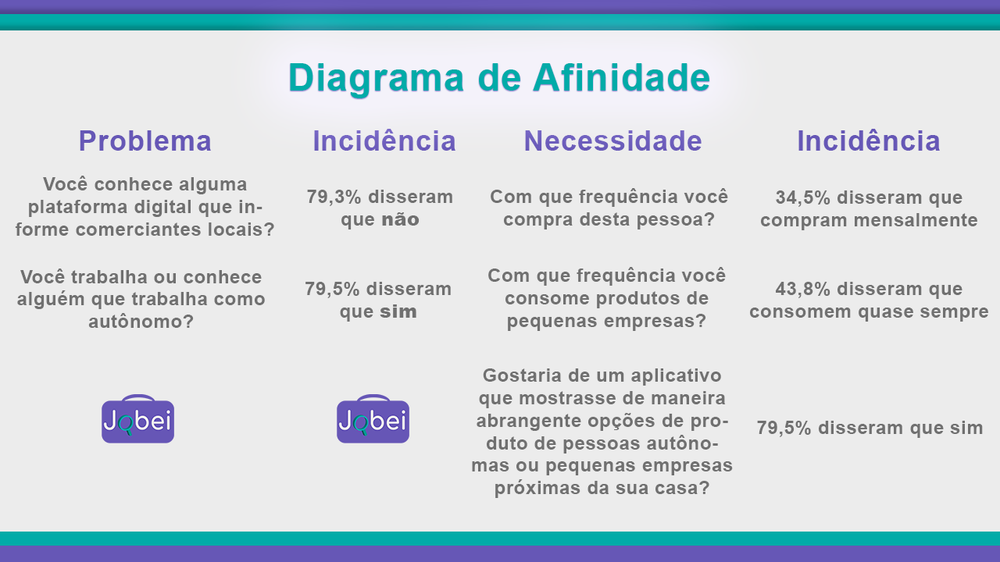 Diagrama de Afinidade
Problema
Incidência
Necessidade
Incidência
Você conhece alguma
plataforma digital que in-
forme comerciantes locais?
79,3% disseram
que não
Com que frequência você
compra desta pessoa?
34,5% disseram que
compram mensalmente
Você trabalha ou conhece
alguém que trabalha como
autônomo?
79,5% disseram
que sim
Com que frequência você
consome produtos de
pequenas empresas?
43,8% disseram que
consomem quase sempre
Jobei
Jobei
Gostaria de um aplicativo
que mostrasse de maneira
abrangente opções de pro-
duto de pessoas autôno-
mas ou pequenas empresas
próximas da sua casa?
79,5% disseram que sim